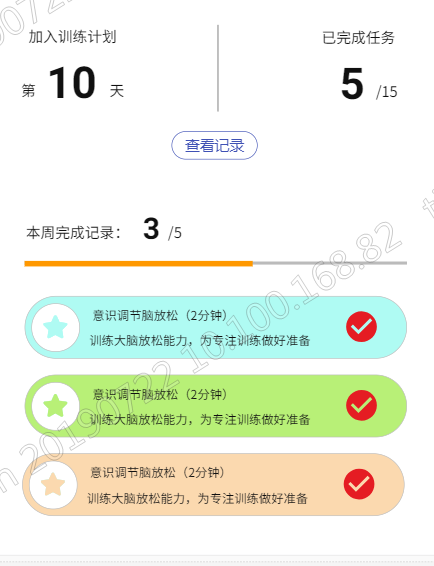 加入训练计划
已完成任务
第 10 天
5 /15
查看记录
本周完成记录： 3 /5
意识调节脑放松（2分钟）
训练大脑放松能力，为专注训练做好准备
意识调节脑放松（2分钟）
训练大脑放松能力，为专注训练做好准备
意识调节脑放松（2分钟）
训练大脑放松能力，为专注训练做好准备
20190722 10.100.168.82